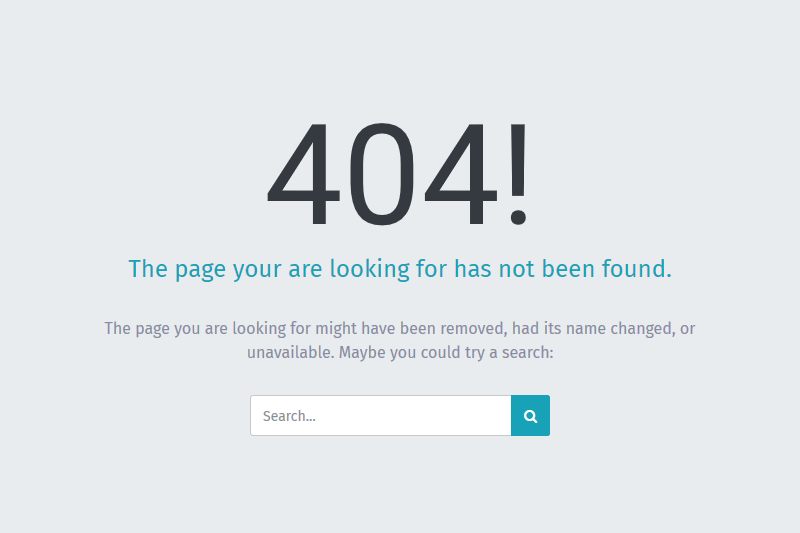 404!
The page your are looking for has not been found.
The page you are looking for might have been removed, had its name changed, or
unavailable. Maybe you could try a search:
Search...